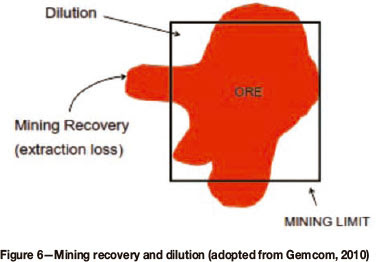 Dilution
ORE
Mining Recovery
(extraction loss)
MINING LIMIT
Figure 6—Mining recovery and dilution (adopted from Gemcom, 2010)